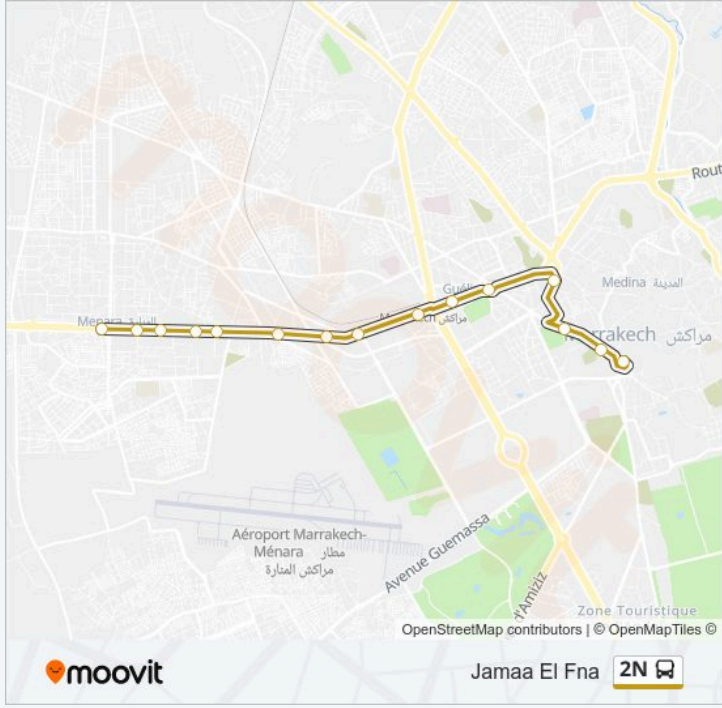 Rout
Medina المدينة
Guéli
Menara المنارة
Marrakech مراكش
مراكش
Aéroport Marrakech-
Ménara مطار
مراكش المنارة
Avenue Guemassa
d'Amiziz
Zone Touristique
OpenStreetMap contributors | © OpenMapTiles ©
moovit
Jamaa El Fna 2N